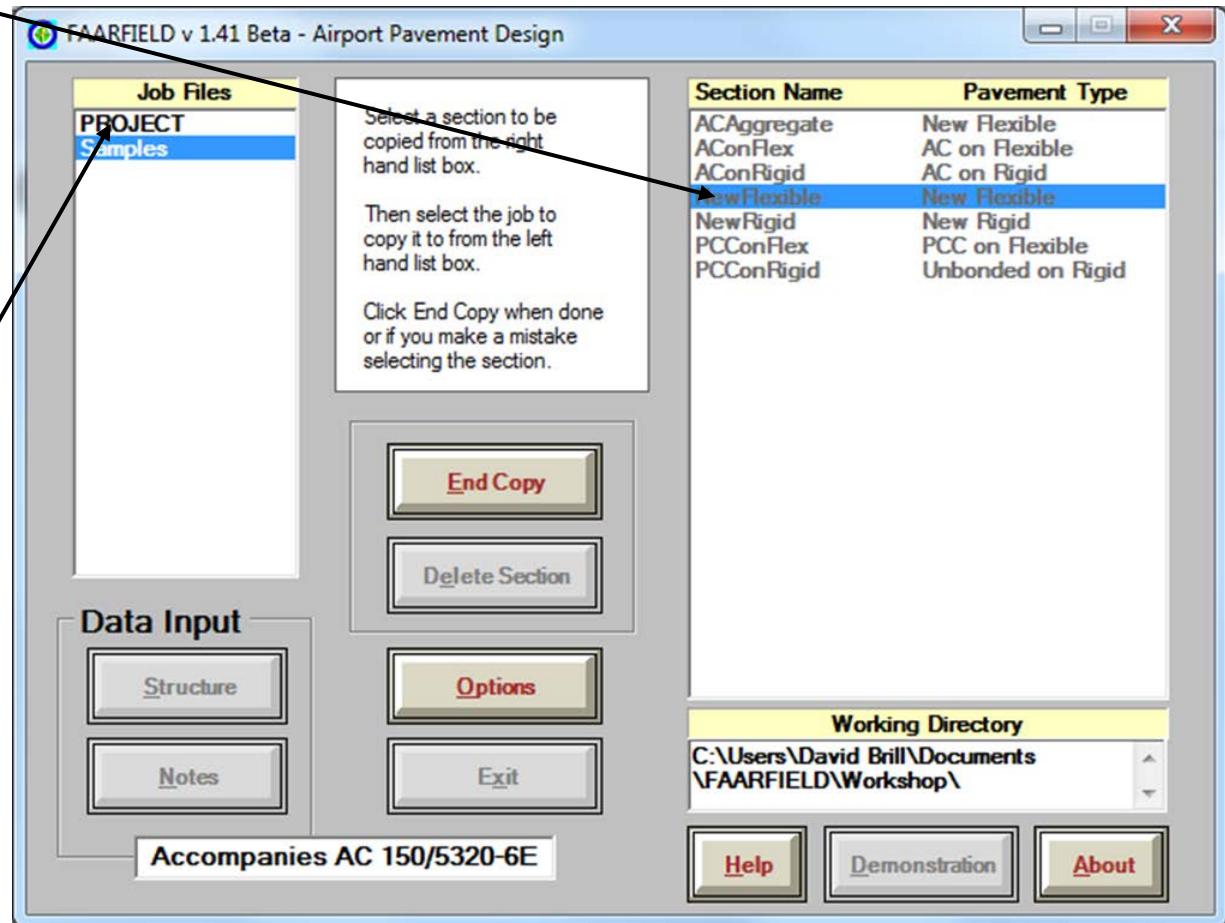 FAARFIELD v 1.41 Beta - Airport Pavement Design
Job Files
PROJECT
Samples
Select a section to be
copied from the right
hand list box.
Then select the job to
copy it to from the left
hand list box.
Click End Copy when done
or if you make a mistake
selecting the section.
End Copy
Delete Section
Data Input
Structure
Options
Notes
Exit
Accompanies AC 150/5320-6E
Section Name Pavement Type
ACAggregate New Flexible
AConFlex AC on Flexible
AConRigid AC on Rigid
NewFlexible New Flexible
NewRigid New Rigid
PCConFlex PCC on Flexible
PCConRigid Unbonded on Rigid
Working Directory
C:\Users\David Brill\Documents
\FAARFIELD\Workshop\
Help Demonstration About